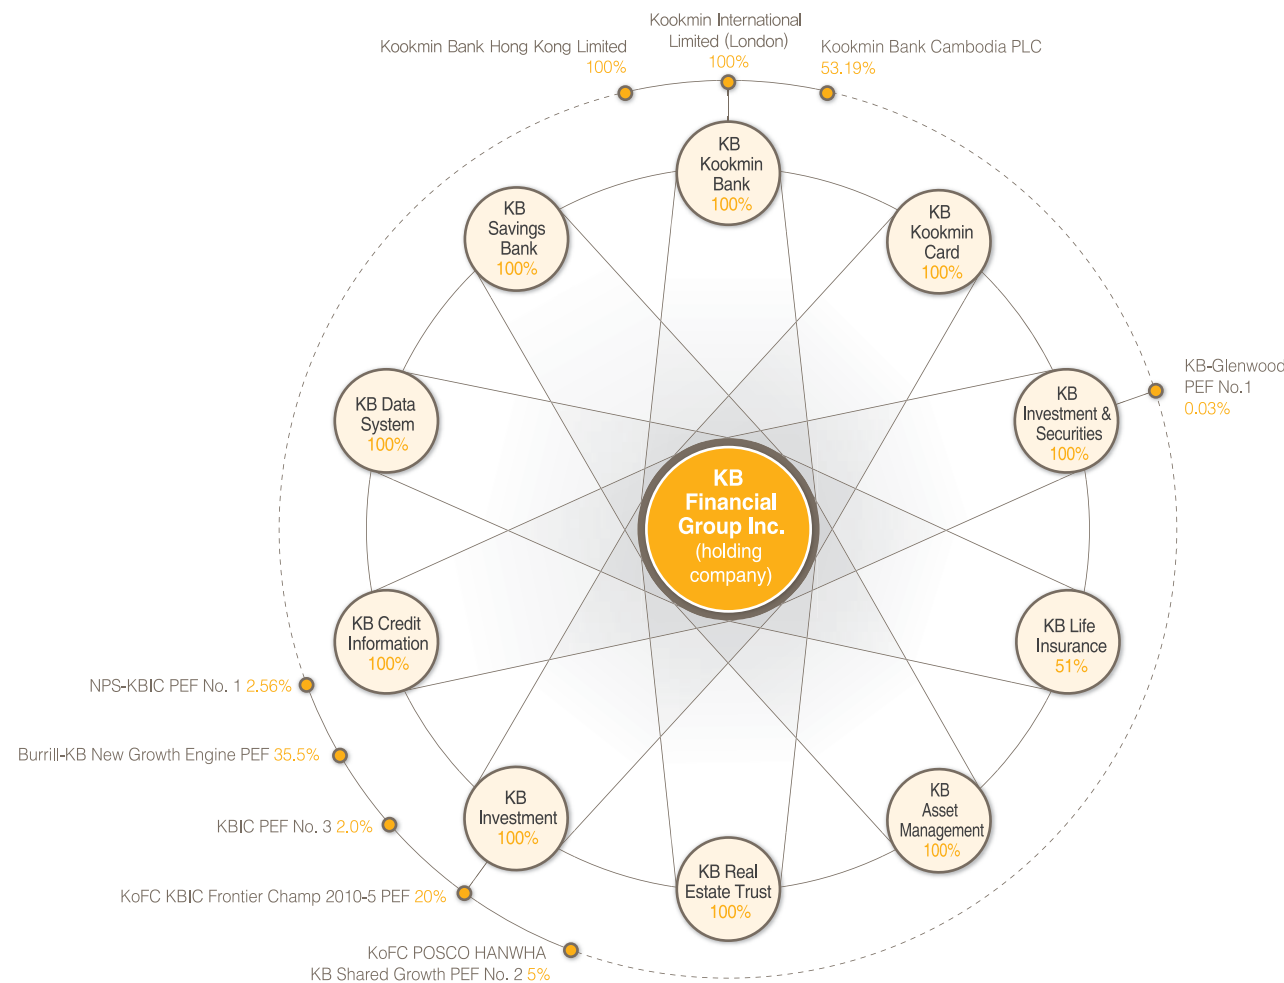 Kookmin International
Limited (London)
100%
Kookmin Bank Hong Kong Limited
100%
Kookmin Bank Cambodia PLC
53.19%
KB
Kookmin
Bank
100%
KB
Savings
Bank
100%
KB
Kookmin
Card
100%
KB-Glenwood
PEF No.1
0.03%
KB Data
System
100%
KB
Investment &
Securities
100%
KB
Financial
Group Inc.
(holding
company)
KB Credit
Information
100%
KB Life
Insurance
51%
NPS-KBIC PEF No. 1 2.56%
Burrill-KB New Growth Engine PEF 35.5%
KB
Investment
100%
KB
Asset
Management
100%
KBIC PEF No. 3 2.0%
KB Real
Estate Trust
100%
KoFC KBIC Frontier Champ 2010-5 PEF 20%
KoFC POSCO HANWHA
KB Shared Growth PEF No. 2 5%